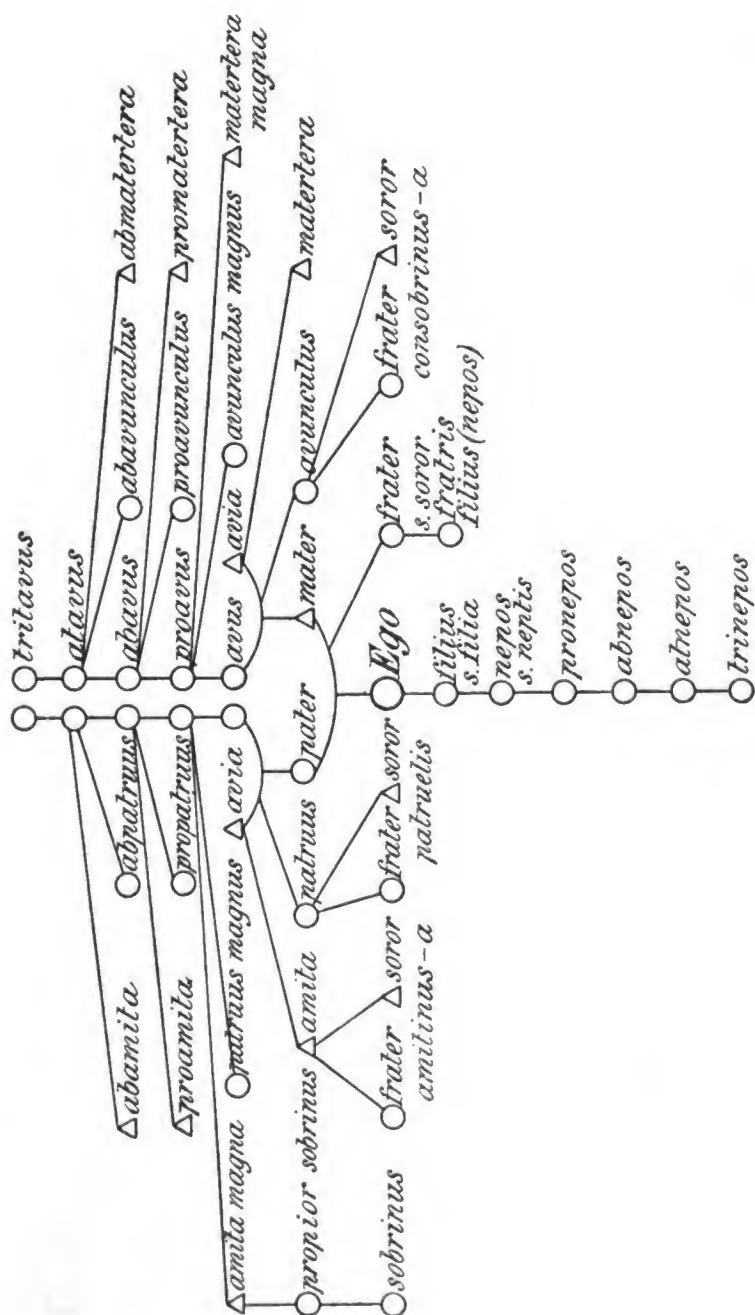 tritavus
atavus
abamita
abpatruus
abavus
abavunculus
abmatertera
proamita
propatruus
proavus
proavunculus
promatertera
amita magna
patruus magnus
avia
avus
avia
avunculus magnus
matertera
magna
propior sobrinus
amita
patruus
pater
mater
avunculus
matertera
sobrinus
frater
soror
amitinus-a
frater
soror
patruelis
Ego
frater
s. soror
frater
soror
consobrinus-a
filius
s. filia
fratris
filius (nepos)
nepos
s. neptis
pronepos
abnepos
atnepos
trinepos